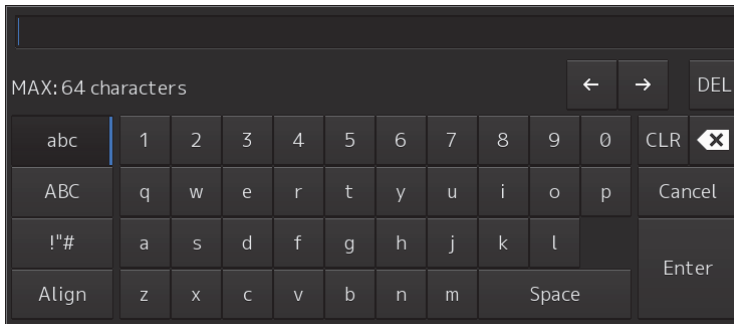 MAX: 64 characters ← → DEL
abc 1 2 3 4 5 6 7 8 9 0 CLR
ABC q w e r t y u i o p Cancel
!"# a s d f g h j k l
Enter
Align z x c v b n m Space